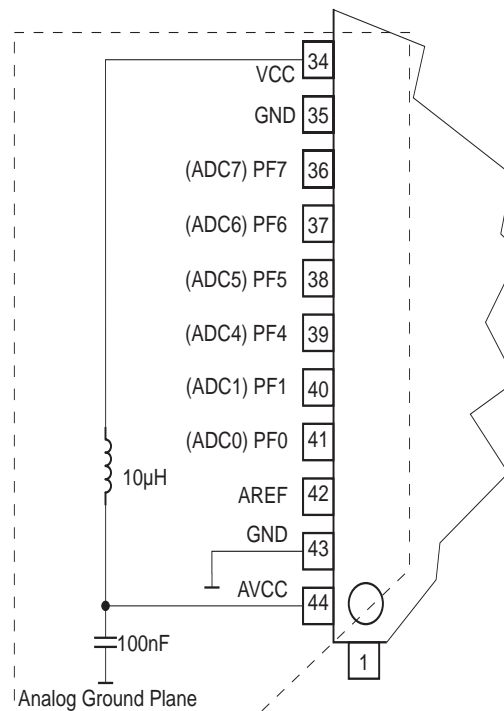 34
VCC
GND 35
(ADC7) PF7 36
(ADC6) PF6 37
(ADC5) PF5 38
(ADC4) PF4 39
(ADC1) PF1 40
(ADC0) PF0 41
10µH
AREF 42
GND
43
AVCC
44
100nF
1
Analog Ground Plane